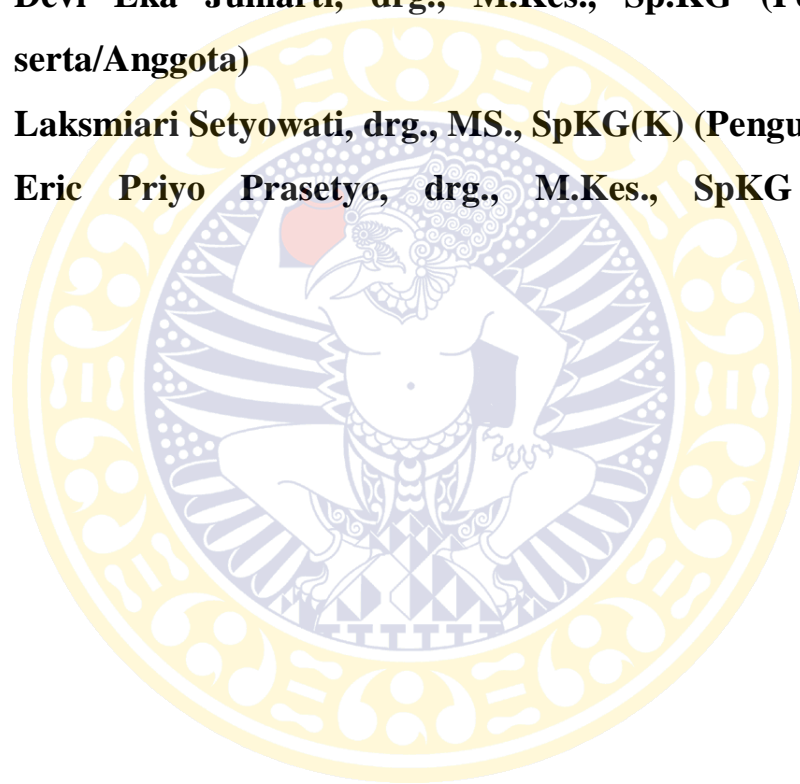 Devi Eka Juniarti, drg., M.Kes., Sp.KG
serta/Anggota)
Laksmiari Setyowati, drg., MS., SpKG(K)
Eric Priyo Prasetyo, drg., M.Kes., SpKG